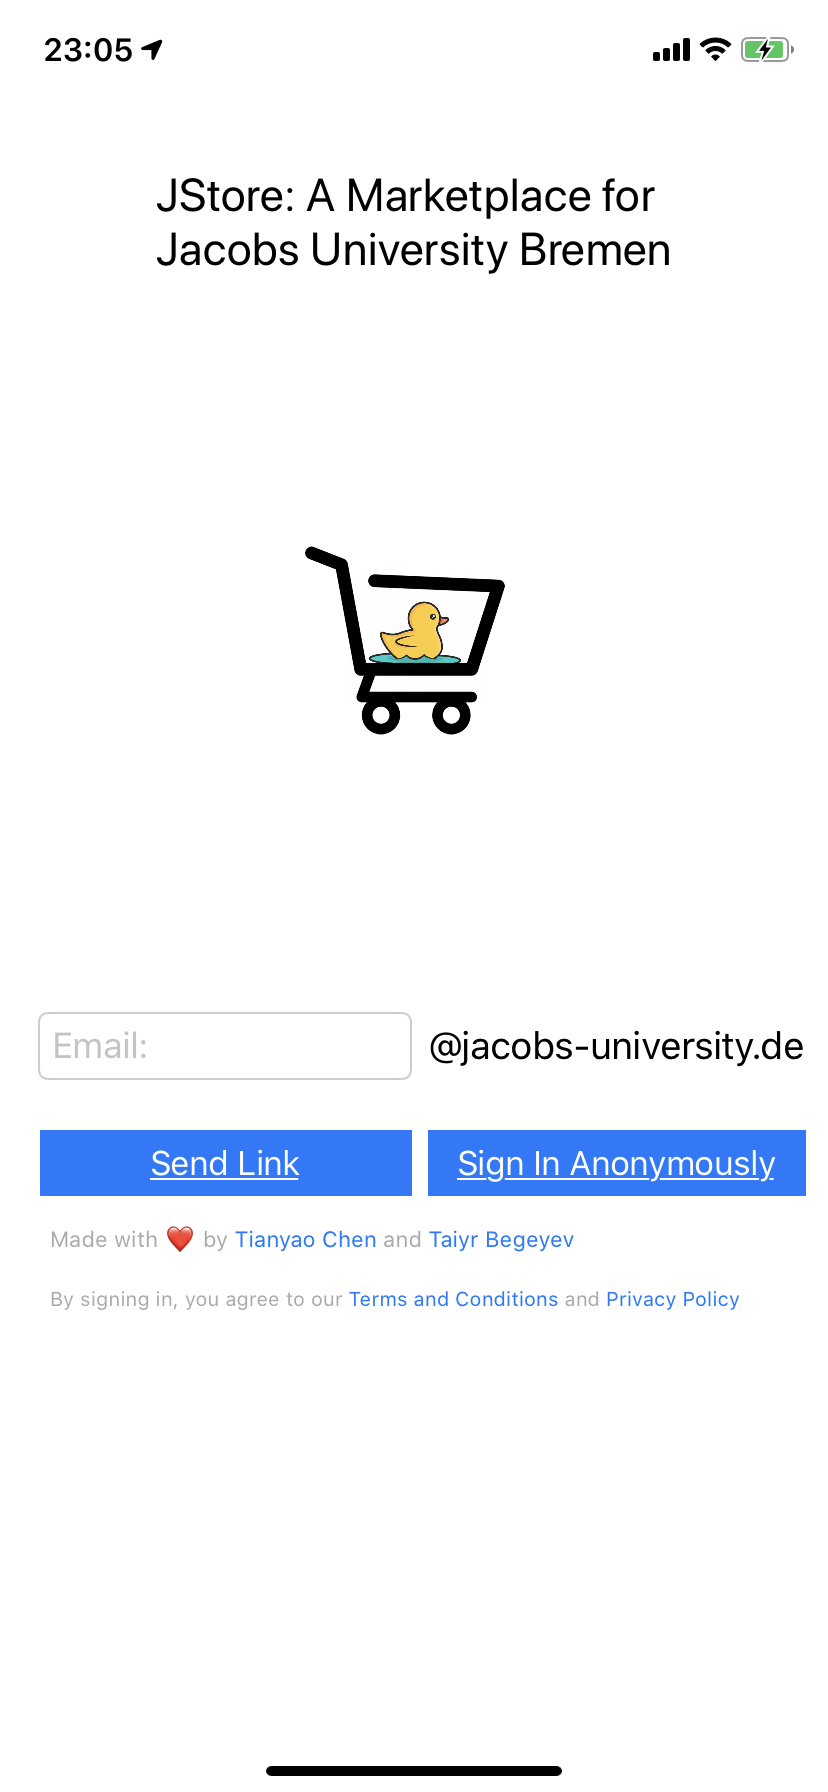 23:05
JStore: A Marketplace for
Jacobs University Bremen
Email:
@jacobs-university.de
Send Link
Sign In Anonymously
Made with ❤️ by Tianyao Chen and Taiyr Begeyev
By signing in, you agree to our Terms and Conditions and Privacy Policy